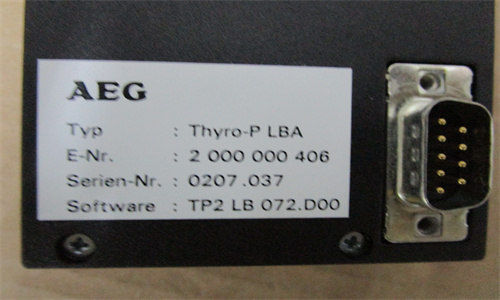 AEG
Typ : Thyro-P LBA
E-Nr. : 2 000 000 406
Serien-Nr. : 0207.037
Software : TP2 LB 072.D00